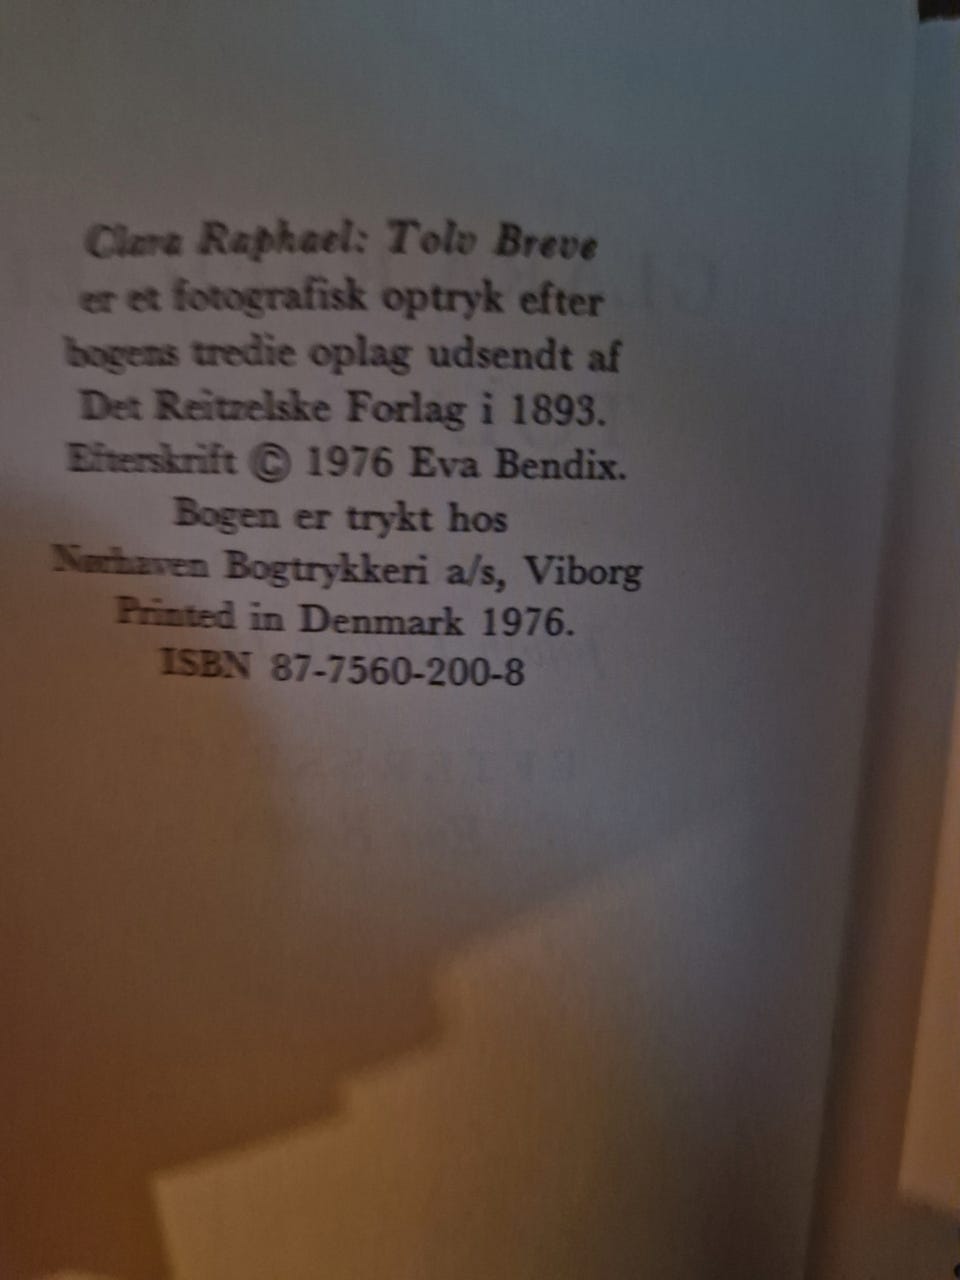 Clara Raphael: Tolv Breve
er et fotografisk optryk efter
bogens tredie oplag udsendt af
Det Reitzelske Forlag i 1893.
Efterskrift © 1976 Eva Bendix.
Bogen er trykt hos
Nørhaven Bogtrykkeri a/s, Viborg
Printed in Denmark 1976.
ISBN 87-7560-200-8